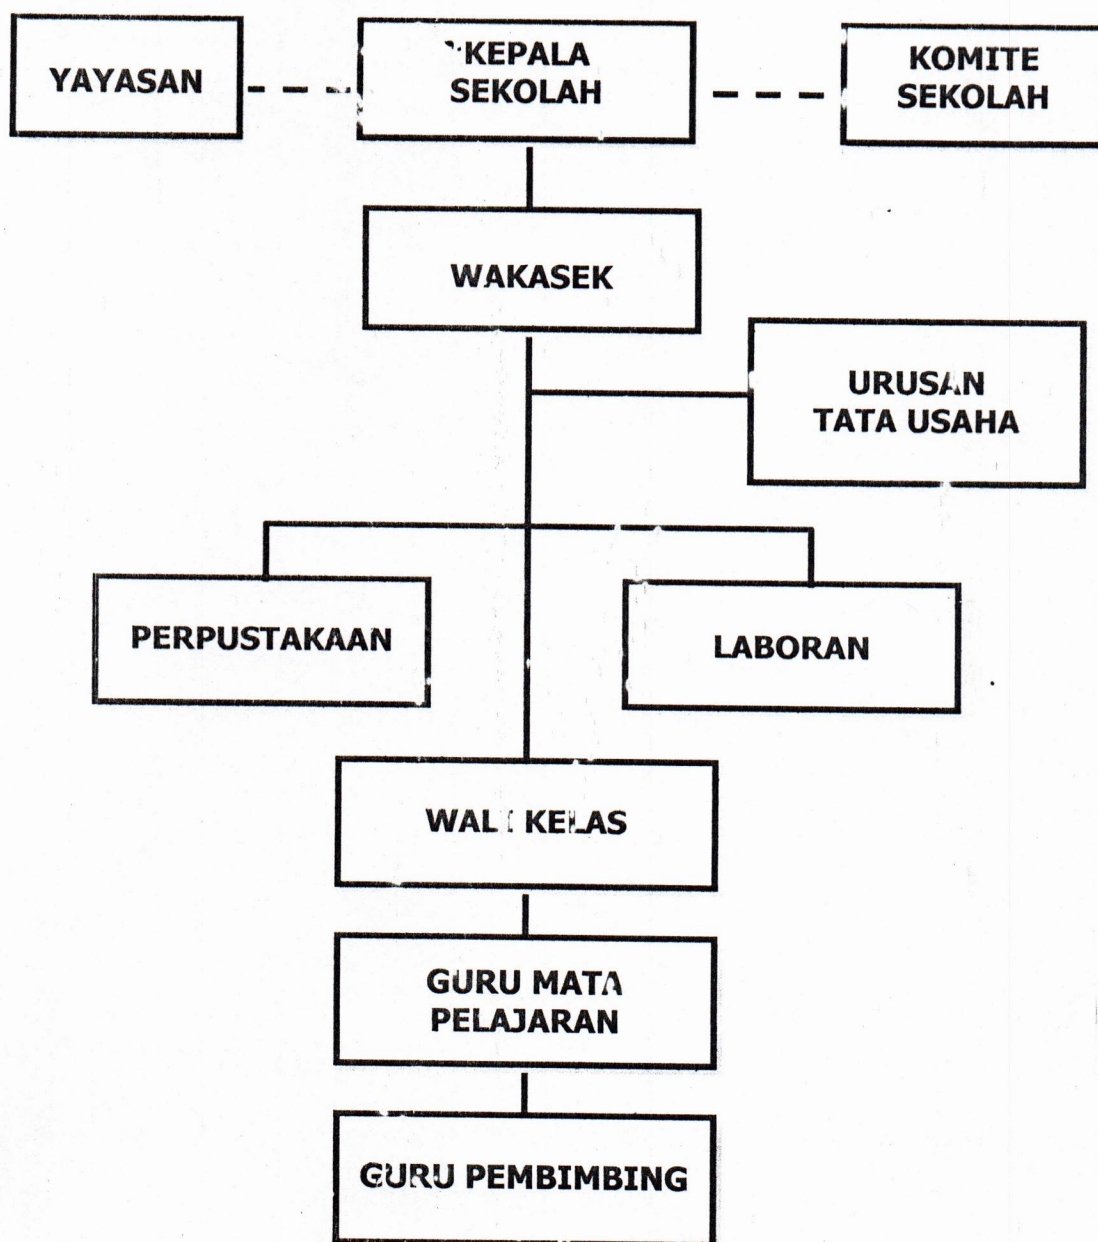 YAYASAN
KEPALA
SEKOLAH
KOMITE
SEKOLAH
WAKASEK
URUSAN
TATA USAHA
PERPUSTAKAAN
LABORAN
WALI KELAS
GURU MATA
PELAJARAN
GURU PEMBIMBING